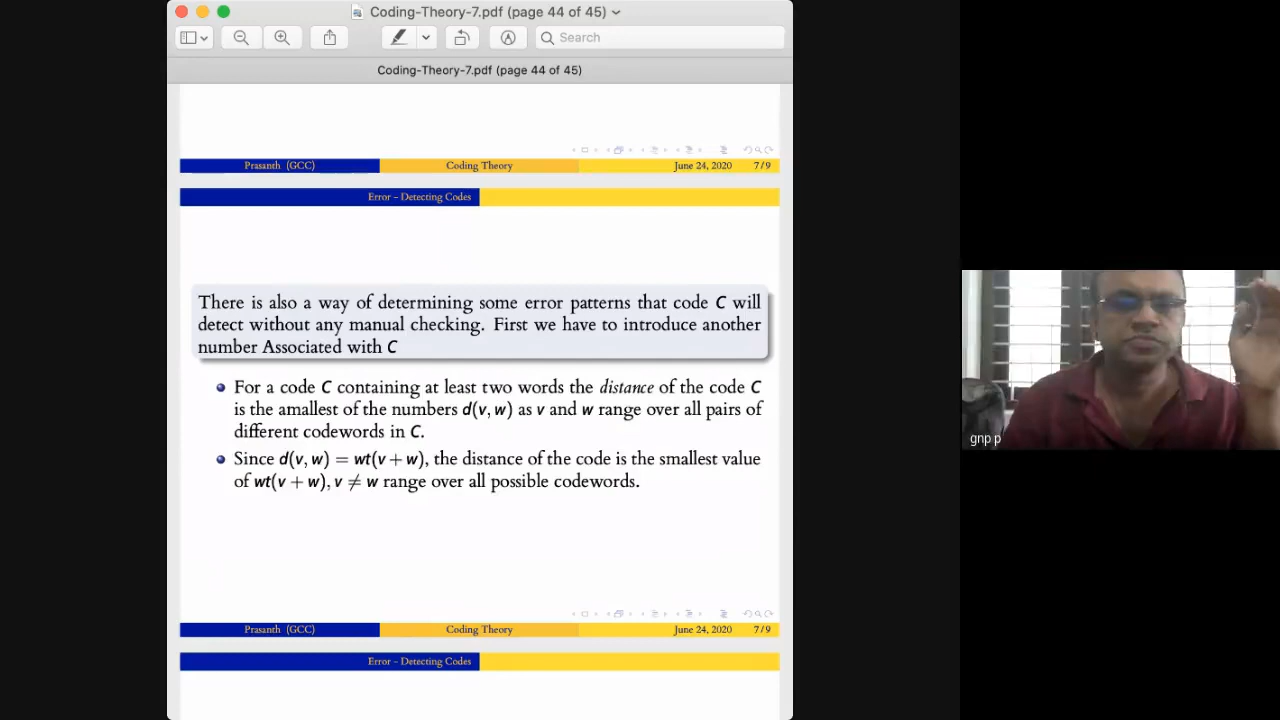 Coding-Theory-7.pdf (page 44 of 45)
Search
Coding-Theory-7.pdf (page 44 of 45)
Prasanth (GCC) Coding Theory June 24, 2020 7/9
Error – Detecting Codes
There is also a way of determining some error patterns that code C will
detect without any manual checking. First we have to introduce another
number Associated with C
For a code C containing at least two words the distance of the code C
is the amallest of the numbers d(v, w) as v and w range over all pairs of
different codewords in C.
Since d(v, w) = wt(v + w), the distance of the code is the smallest value
of wt(v + w), v ≠ w range over all possible codewords.
Prasanth (GCC) Coding Theory June 24, 2020 7/9
Error – Detecting Codes
gnp p